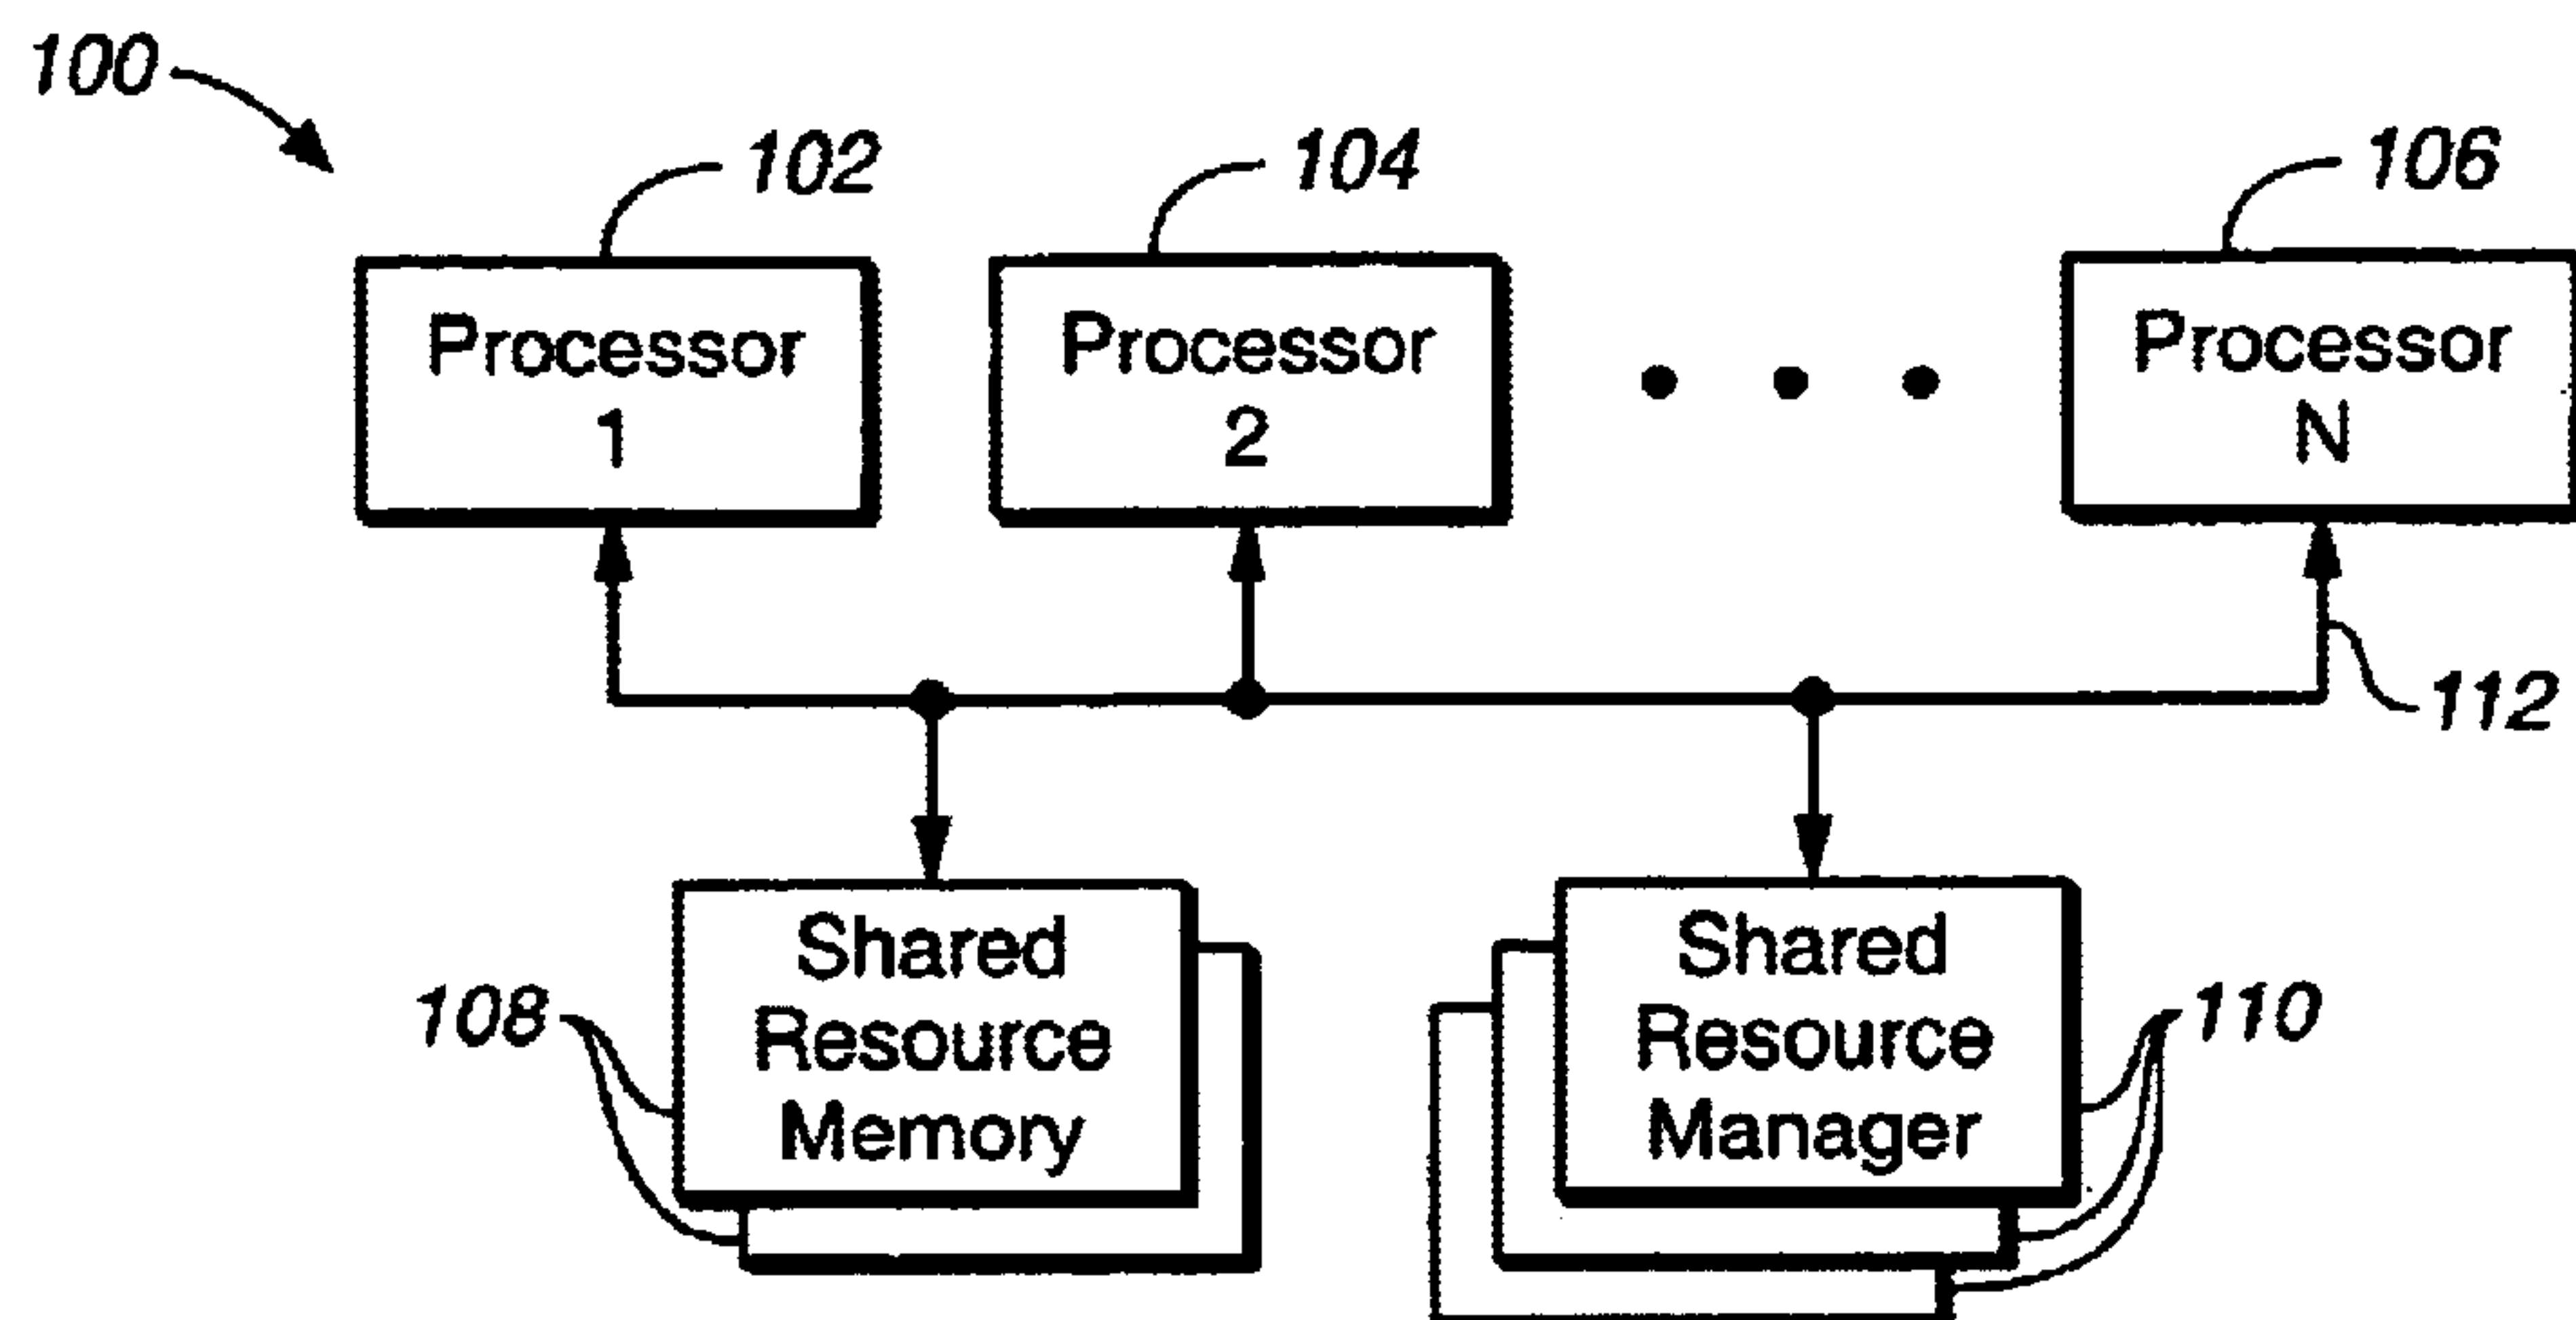 100
102
104
106
Processor
1
Processor
2
Processor
N
112
Shared
Resource
Memory
108
Shared
Resource
Manager
110